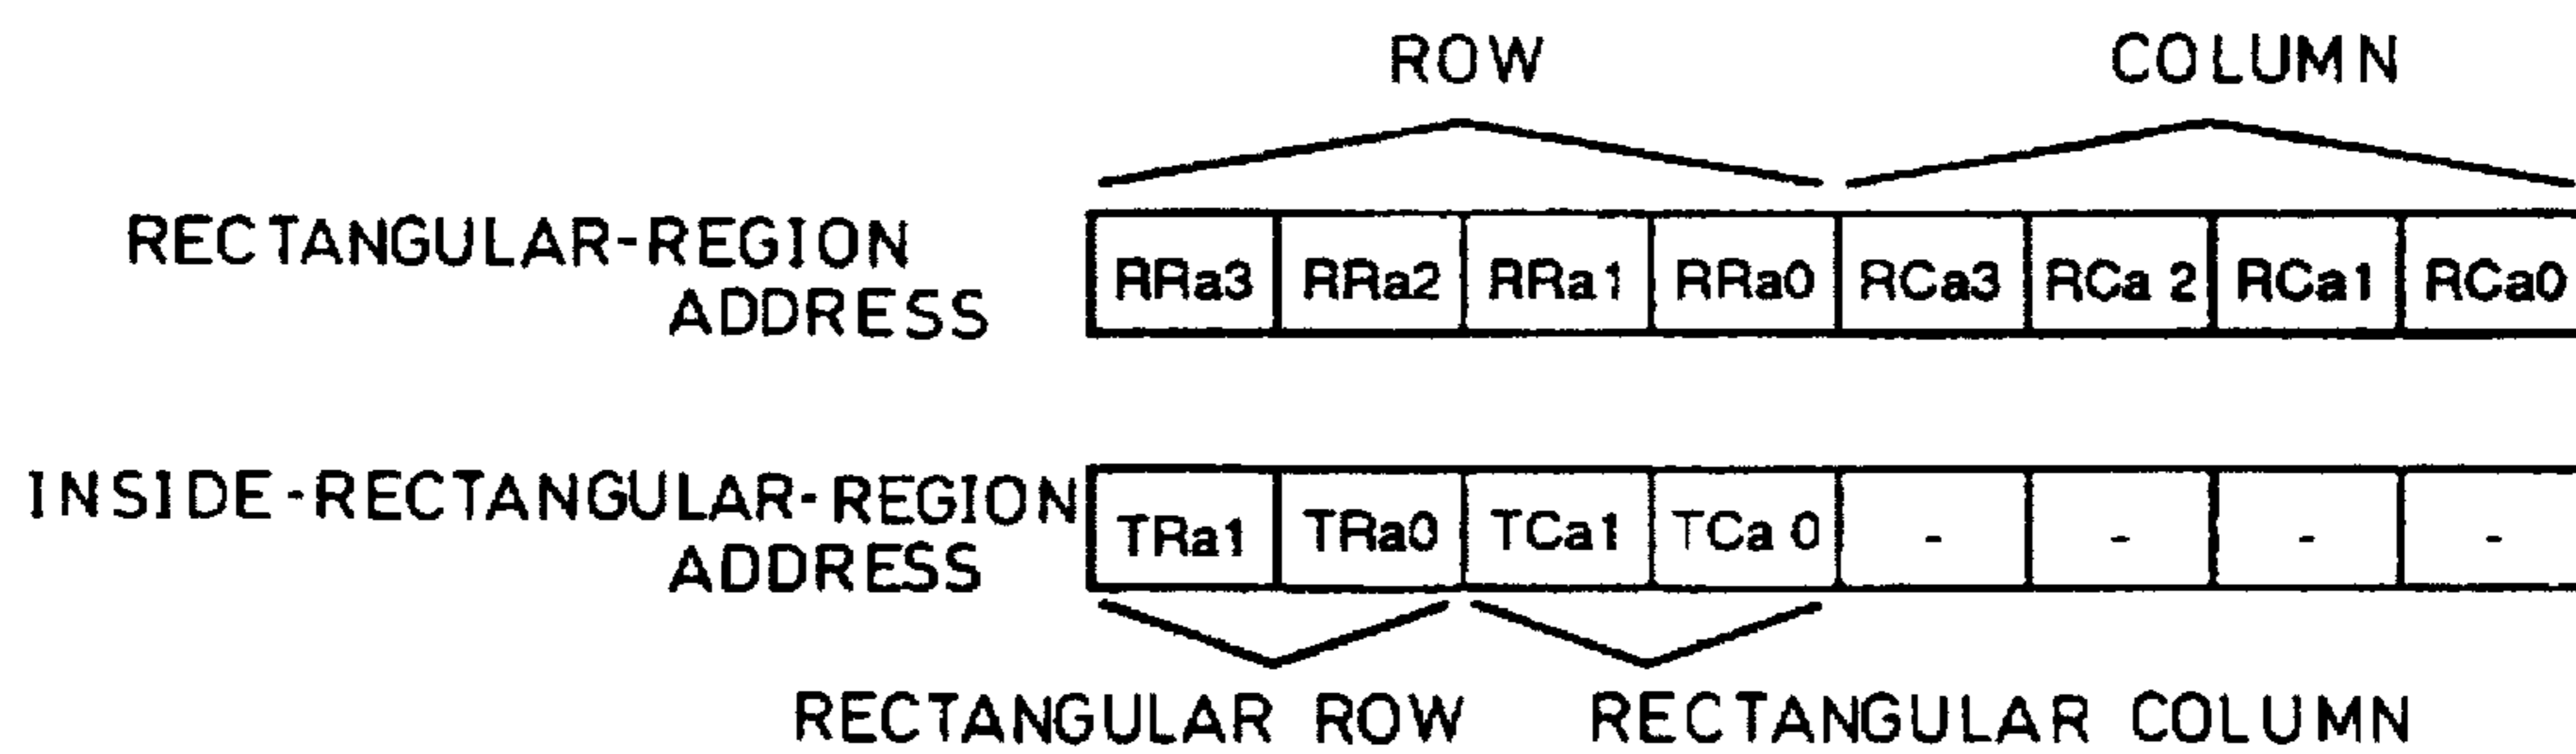 ROW COLUMN
RECTANGULAR-REGION
ADDRESS
RRa3 RRa2 RRa1 RRa0 RCa3 RCa 2 RCa1 RCa0
INSIDE-RECTANGULAR-REGION
ADDRESS
TRa1 TRa0 TCa1 TCa 0 - - - -
RECTANGULAR ROW RECTANGULAR COLUMN